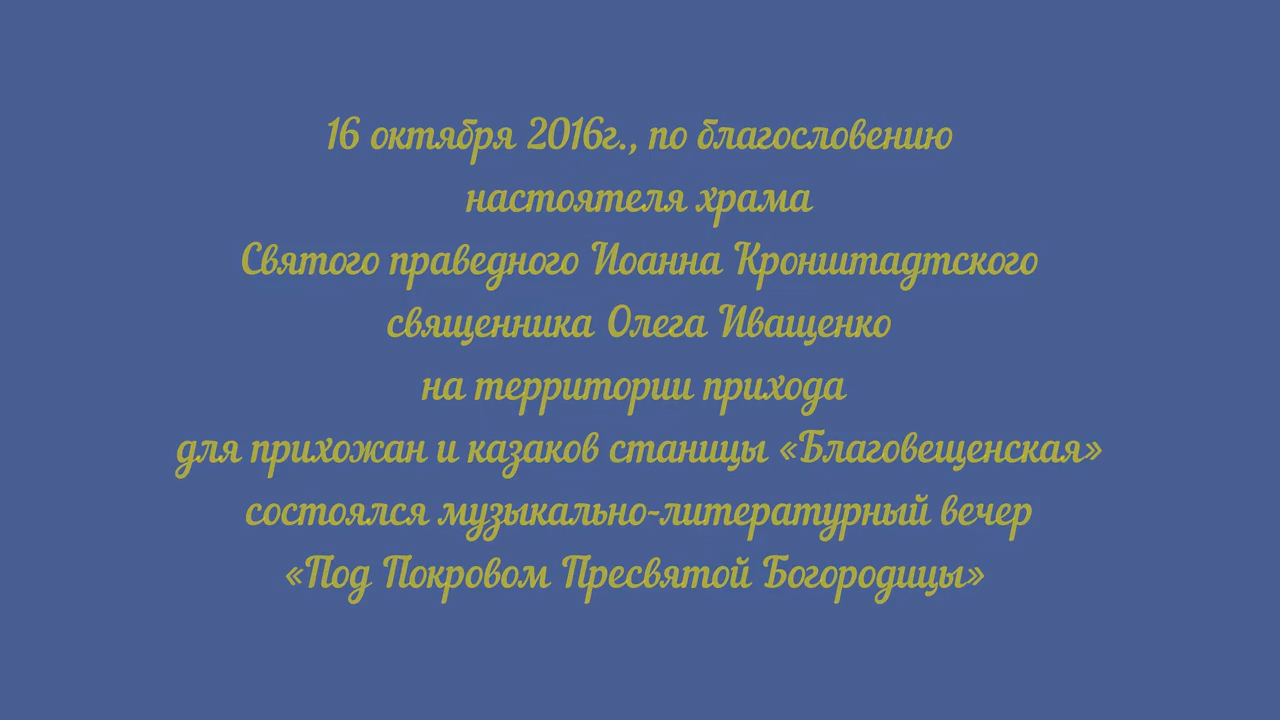 16 октября 2016г., по благословению
настоятеля храма
Святого праведного Иоанна Кронштадтского
священника Олега Иващенко
на территории прихода
для прихожан и казаков станицы «Благовещенская»
состоялся музыкально-литературный вечер
«Под Покровом Пресвятой Богородицы»